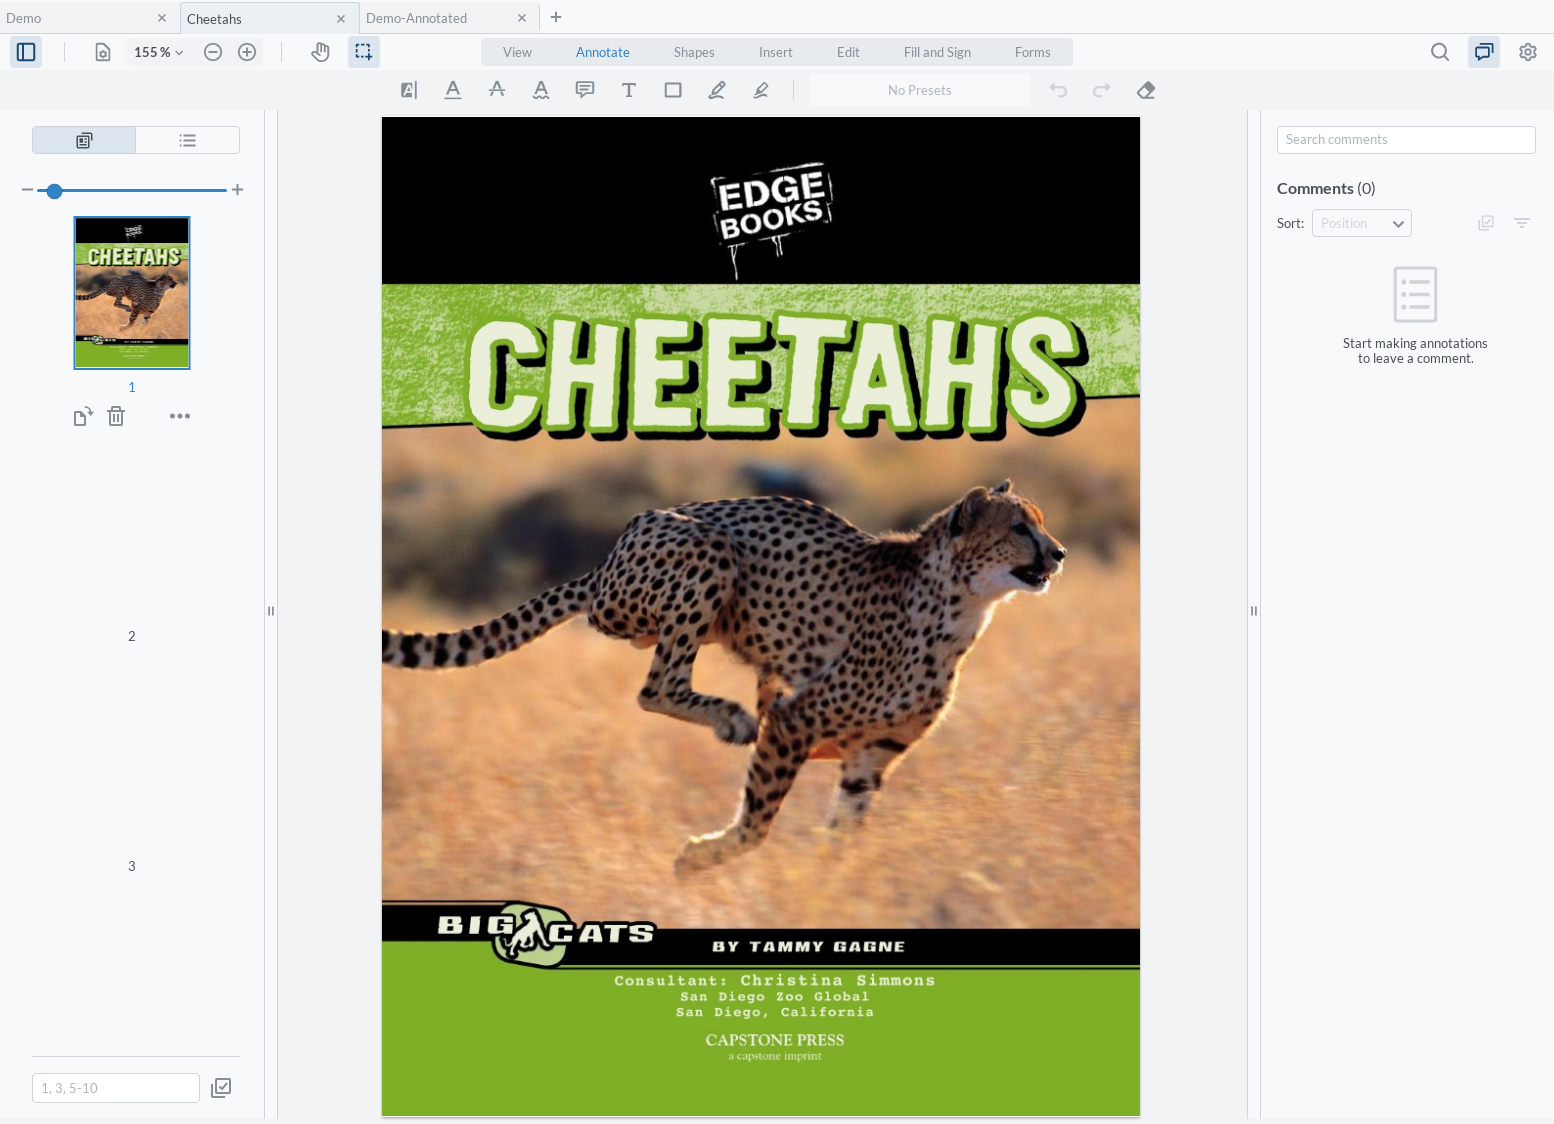 Demo
Cheetahs
Demo-Annotated
155 %
View
Annotate
Shapes
Insert
Edit
Fill and Sign
Forms
No Presets
CHEETAHS
1
2
3
1, 3, 5-10
EDGE
BOOKS
CHEETAHS
BIG CATS
BY TAMMY GAGNE
Consultant: Christina Simmons
San Diego Zoo Global
San Diego, California
CAPSTONE PRESS
a capstone imprint
Search comments
Comments (0)
Sort:
Position
Start making annotations
to leave a comment.